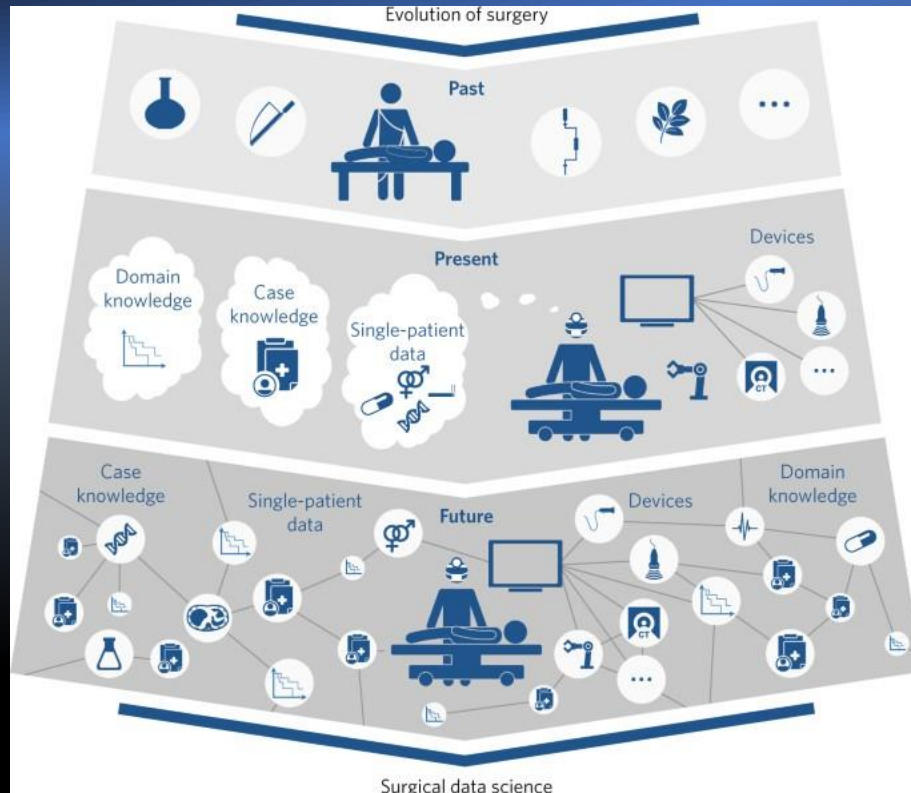 Evolution of surgery
Past
Present
Devices
Domain
knowledge
Case
knowledge
Single-patient
data
CT
Case
knowledge
Single-patient
data
Future
Devices
Domain
knowledge
CT
Surgical data science